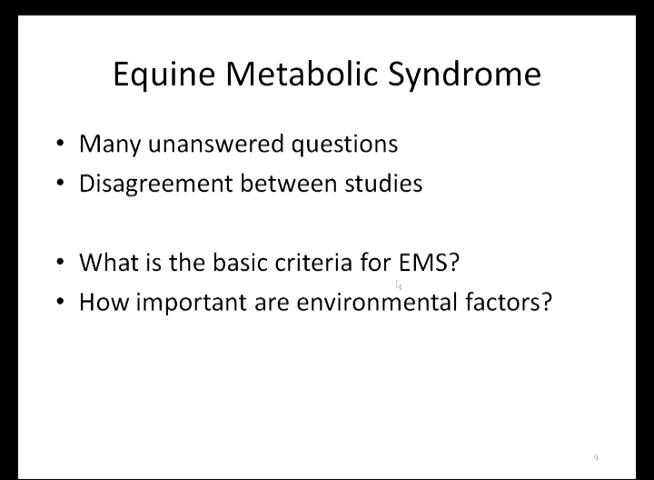 Equine Metabolic Syndrome
• Many unanswered questions
• Disagreement between studies
• What is the basic criteria for EMS?
• How important are environmental factors?
9